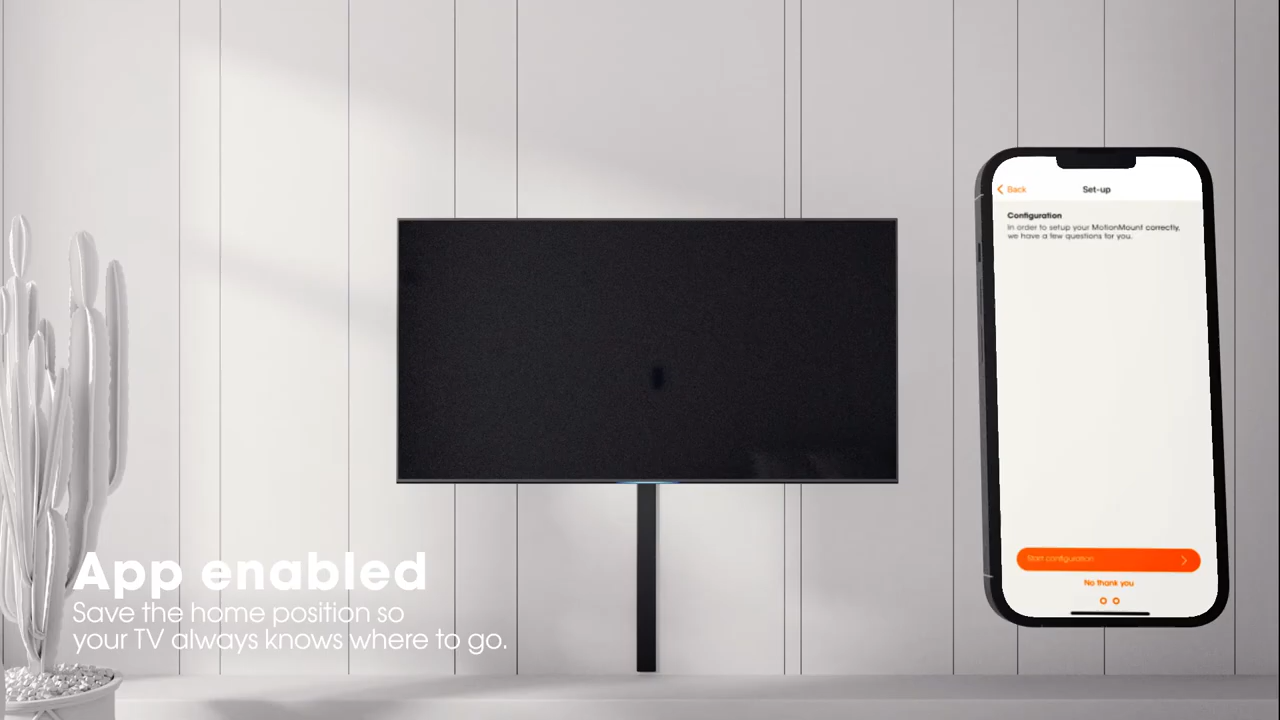 Back
Set-up
Configuration
In order to setup your MotionMount correctly,
we have a few questions for you.
Start configuration
No thank you
App enabled
Save the home position so
your TV always knows where to go.